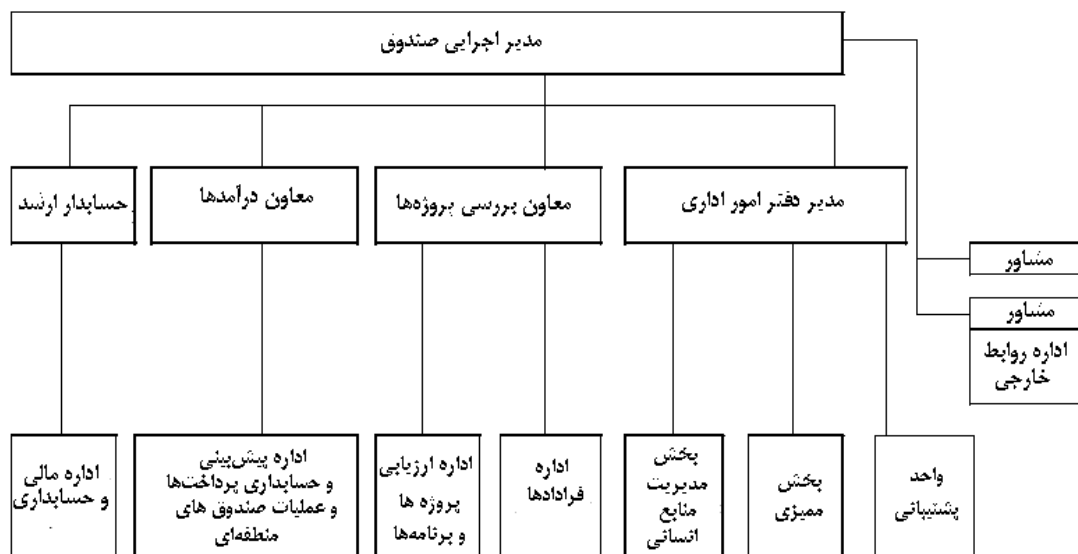 مدیر اجرایی صندوق
مدیر دفتر امور اداری
معاون بررسی پروژه‌ها
معاون درآمدها
حسابدار ارشد
مشاور
مشاور
اداره روابط
خارجی
واحد
پشتیبانی
بخش
ممیزی
بخش
مدیریت
منابع
انسانی
اداره
قرادادها
اداره ارزیابی
پروژه ها
و برنامه‌ها
اداره پیش‌بینی
و حسابداری پرداخت‌ها
و عملیات صندوق های
منطقه‌ای
اداره مالی
و حسابداری